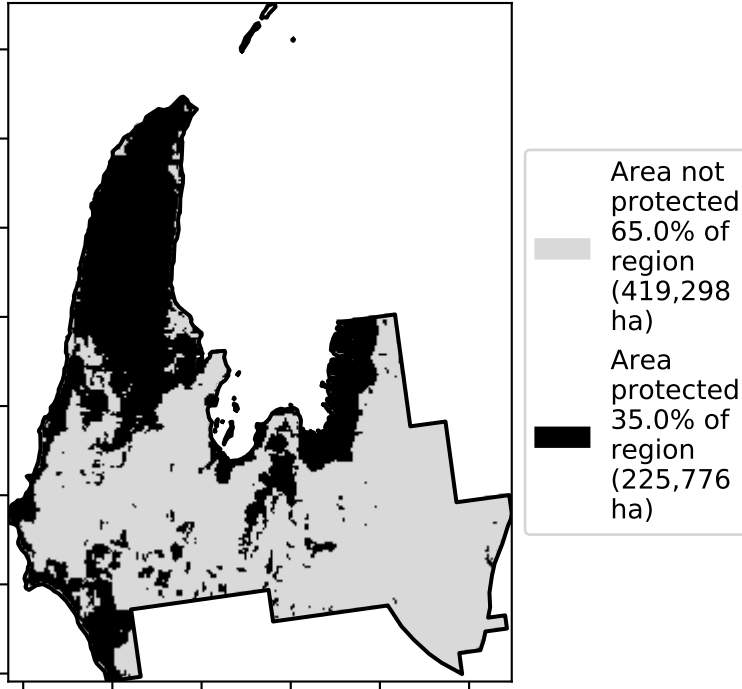 Area not
protected
65.0% of
region
(419,298
ha)
Area
protected
35.0% of
region
(225,776
ha)